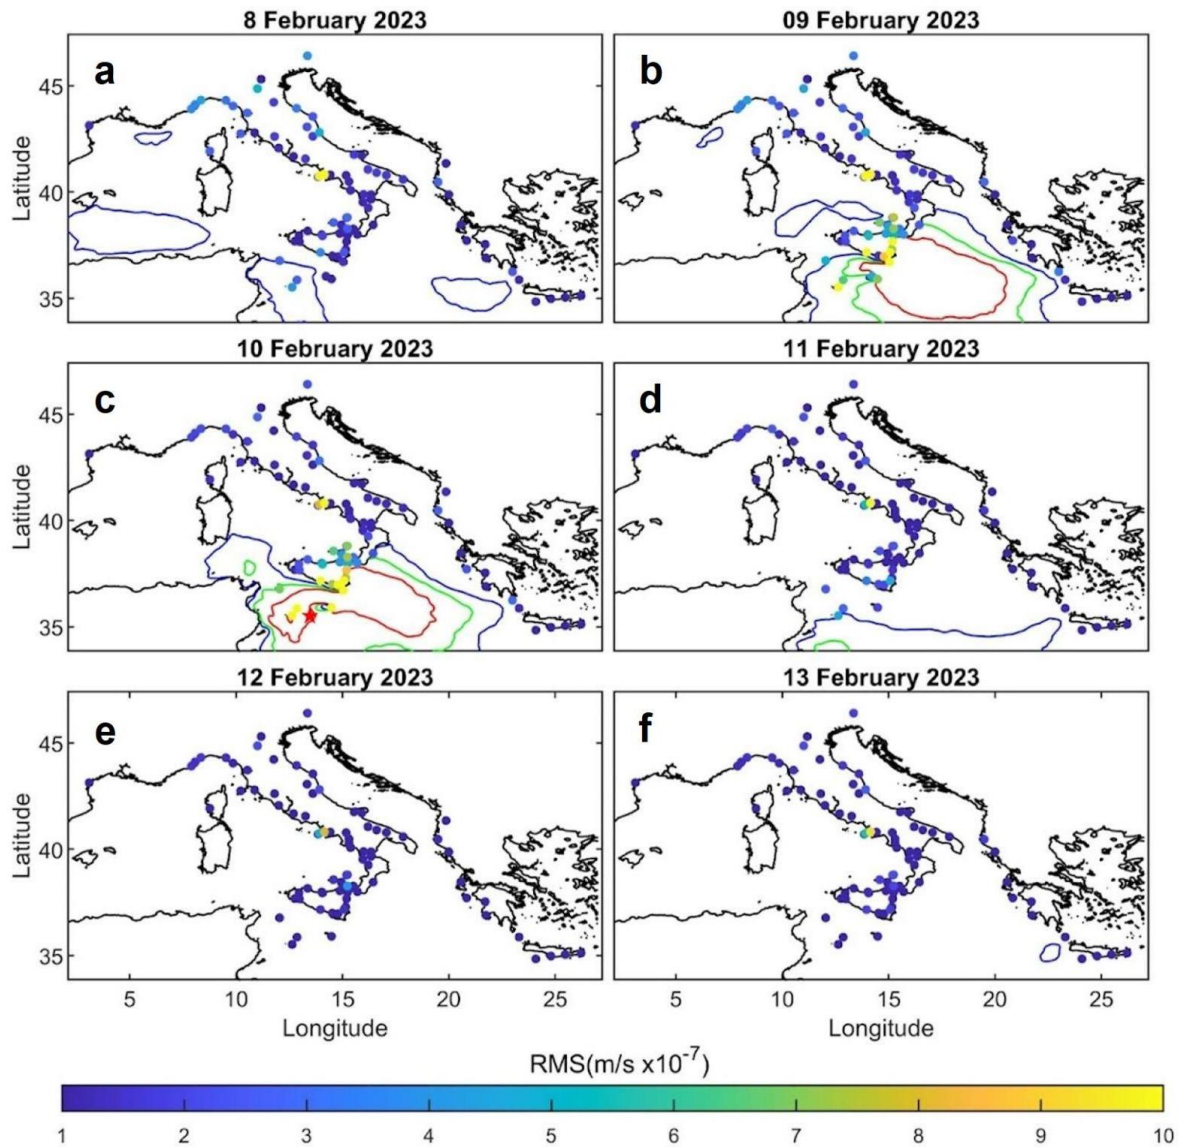 8 February 2023
09 February 2023
a
b
45
40
35
Latitude
10 February 2023
11 February 2023
c
d
45
40
35
Latitude
12 February 2023
13 February 2023
e
f
45
40
35
Latitude
5 10 15 20 25
5 10 15 20 25
Longitude
Longitude
RMS(m/s x10-7)
1 2 3 4 5 6 7 8 9 10